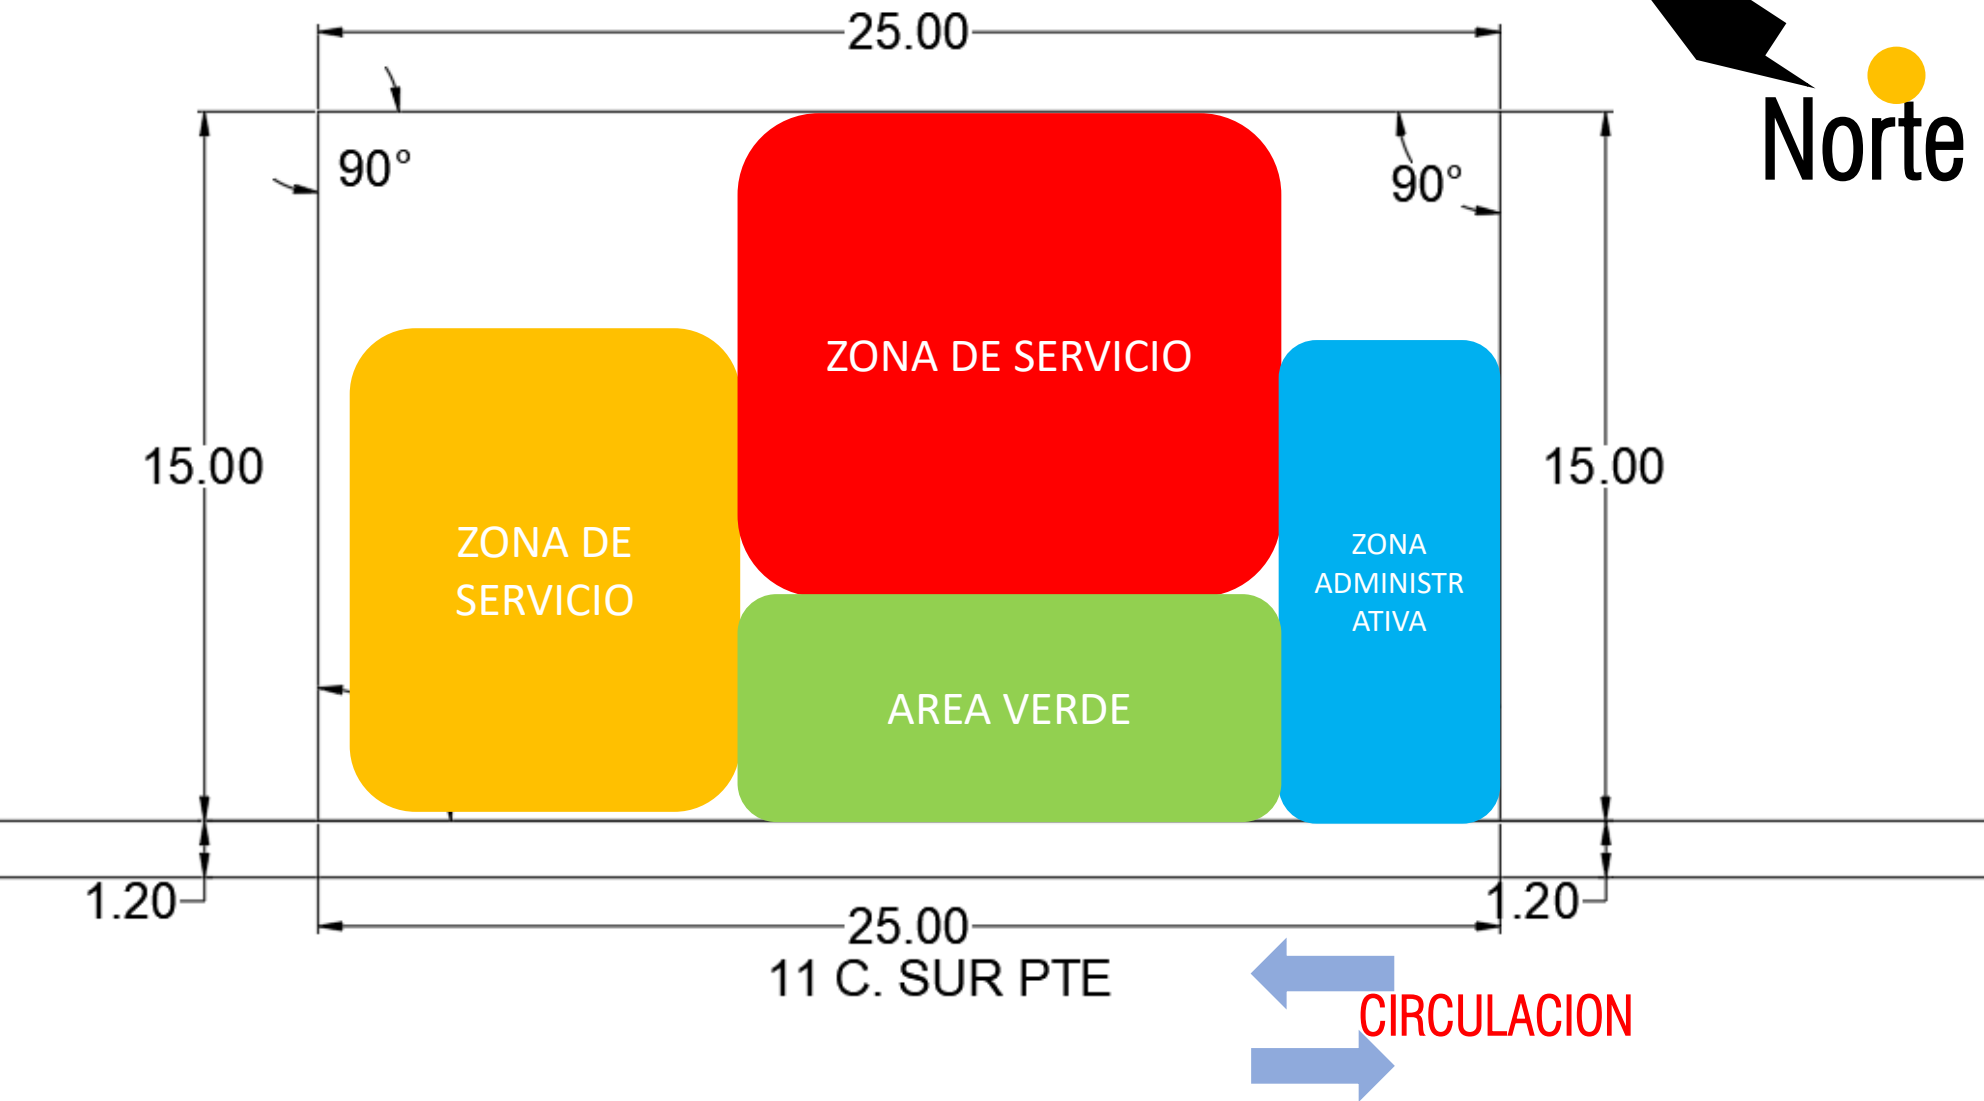 25.00
Norte
90°
90°
ZONA DE SERVICIO
15.00
15.00
ZONA DE
SERVICIO
ZONA
ADMINISTR
ATIVA
AREA VERDE
1.20
1.20
25.00
11 C. SUR PTE
CIRCULACION